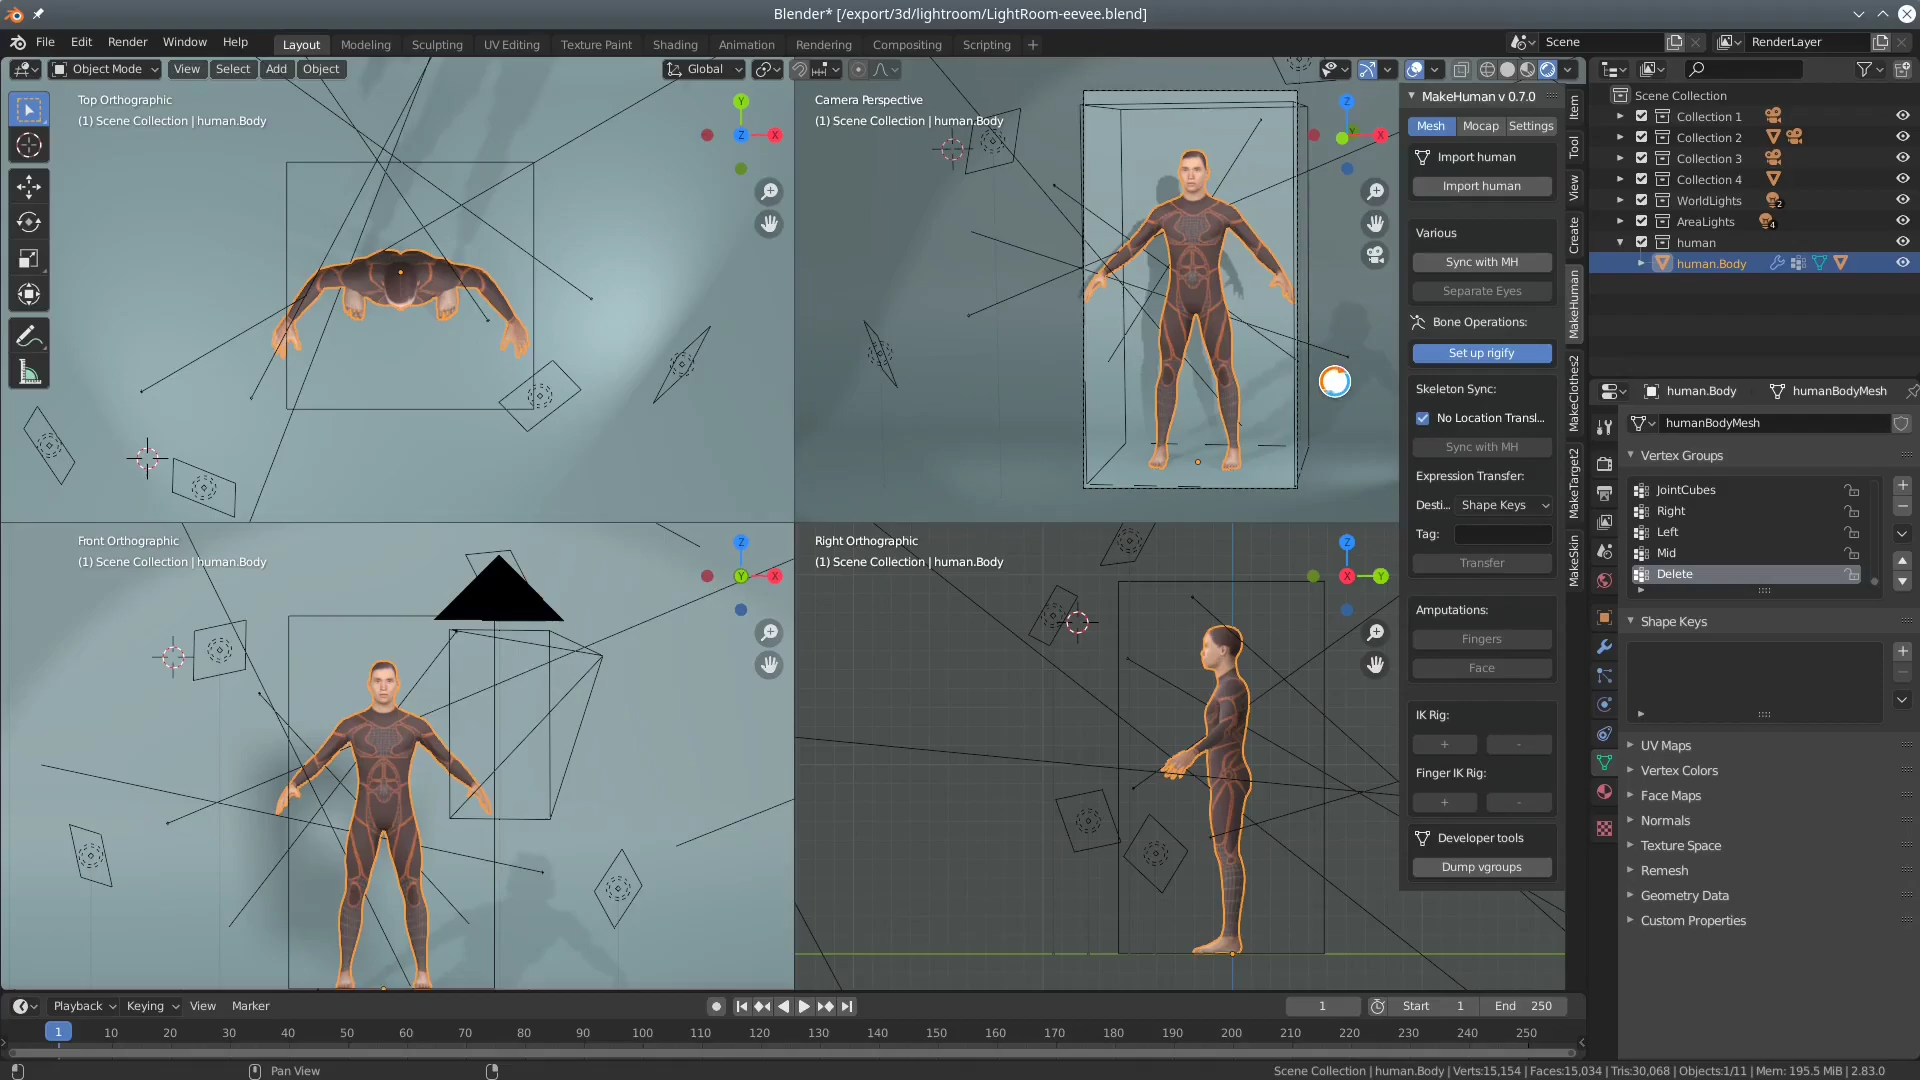 Blender* [/export/3d/lightroom/LightRoom-eevee.blend]
File Edit Render Window Help
Layout Modeling Sculpting UV Editing Texture Paint Shading Animation Rendering Compositing Scripting +
Scene
RenderLayer
Object Mode View Select Add Object
Global
Top Orthographic
(1) Scene Collection | human.Body
Y
Z
X
Camera Perspective
(1) Scene Collection | human.Body
Z
Y
X
Front Orthographic
(1) Scene Collection | human.Body
Z
Y
X
Right Orthographic
(1) Scene Collection | human.Body
Z
X
Y
MakeHuman v 0.7.0
Mesh Mocap Settings
Import human
Import human
Various
Sync with MH
Separate Eyes
Bone Operations:
Set up rigify
Skeleton Sync:
No Location Transl...
Sync with MH
Expression Transfer:
Desti... Shape Keys
Tag:
Transfer
Amputations:
Fingers
Face
IK Rig:
+ -
Finger IK Rig:
+ -
Developer tools
Dump vgroups
Item
Tool
View
Create
MakeHuman
MakeClothes2
MakeTarget2
MakeSkin
Scene Collection
Collection 1
Collection 2
Collection 3
Collection 4
WorldLights 2
AreaLights 4
human
human.Body
human.Body humanBodyMesh
humanBodyMesh
Vertex Groups
JointCubes
Right
Left
Mid
Delete
Shape Keys
UV Maps
Vertex Colors
Face Maps
Normals
Texture Space
Remesh
Geometry Data
Custom Properties
Playback Keying View Marker
1 Start 1 End 250
1 10 20 30 40 50 60 70 80 90 100 110 120 130 140 150 160 170 180 190 200 210 220 230 240 250
Pan View
Scene Collection | human.Body | Verts:15,154 | Faces:15,034 | Tris:30,068 | Objects:1/11 | Mem: 195.5 MiB | 2.83.0